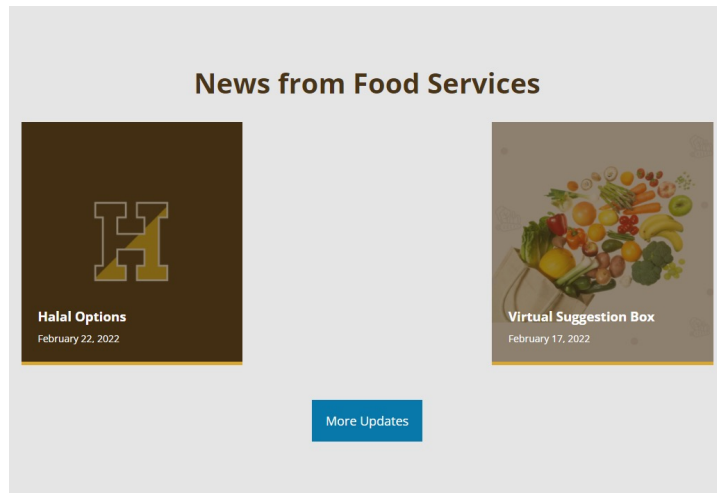 News from Food Services
H
Halal Options
February 22, 2022
Virtual Suggestion Box
February 17, 2022
More Updates